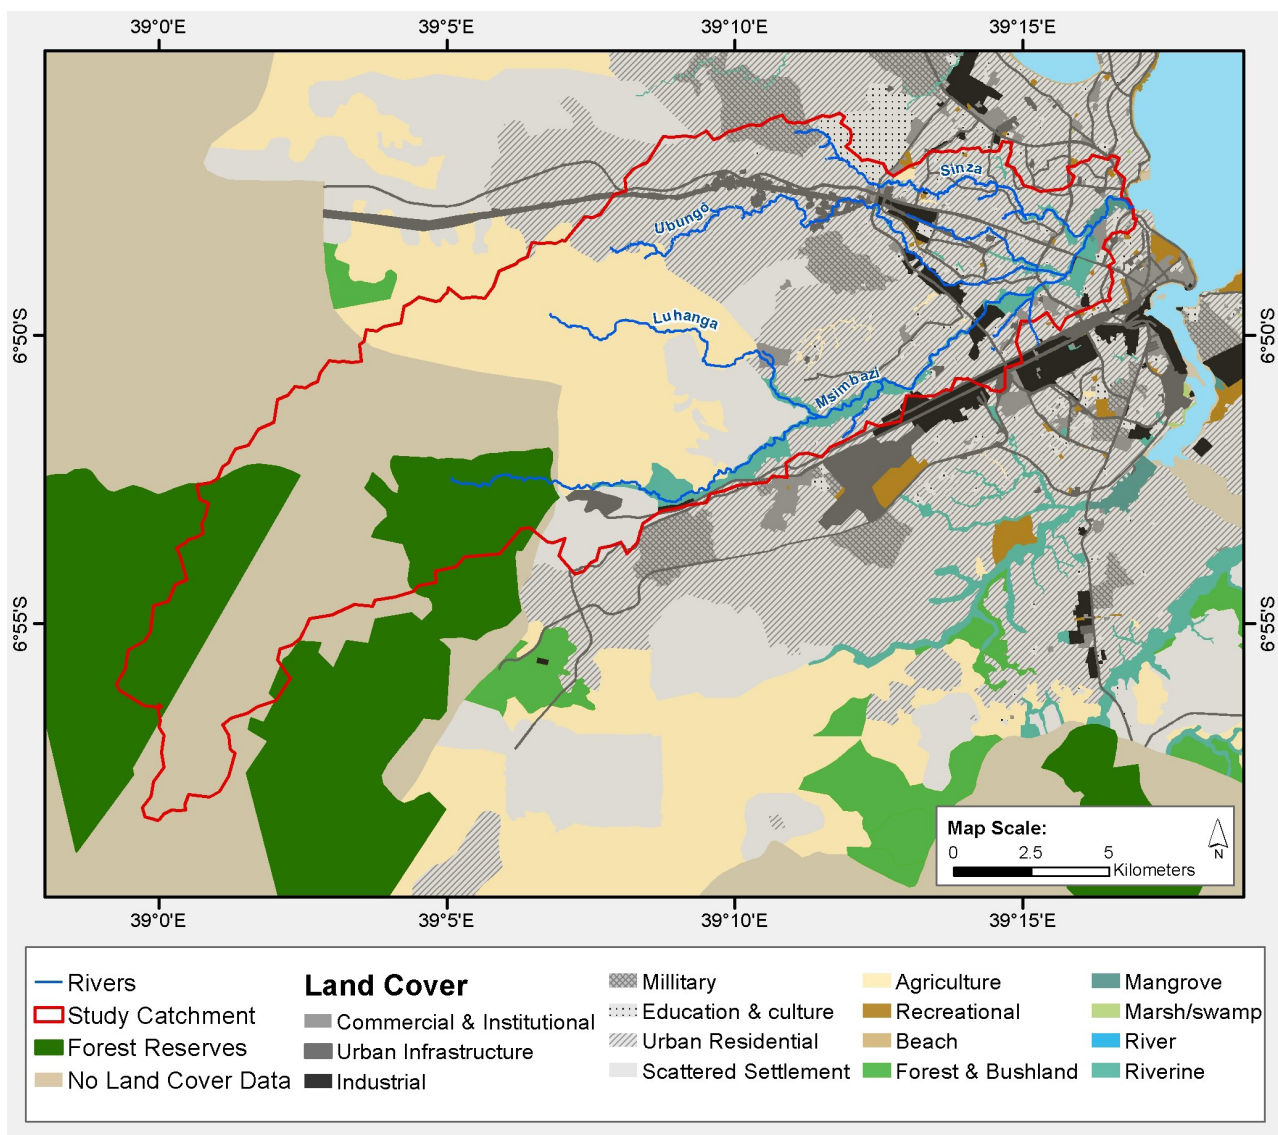 39°0'E 39°5'E 39°10'E 39°15'E
Sinza
Ubungo
Luhanga
6°50'S 6°50'S
Msimbazi
6°55'S 6°55'S
Map Scale:
0 2.5 5
Kilometers
N
39°0'E 39°5'E 39°10'E 39°15'E
Rivers
Study Catchment
Forest Reserves
No Land Cover Data
Land Cover
Commercial & Institutional
Urban Infrastructure
Industrial
Millitary
Education & culture
Urban Residential
Scattered Settlement
Agriculture
Recreational
Beach
Forest & Bushland
Mangrove
Marsh/swamp
River
Riverine